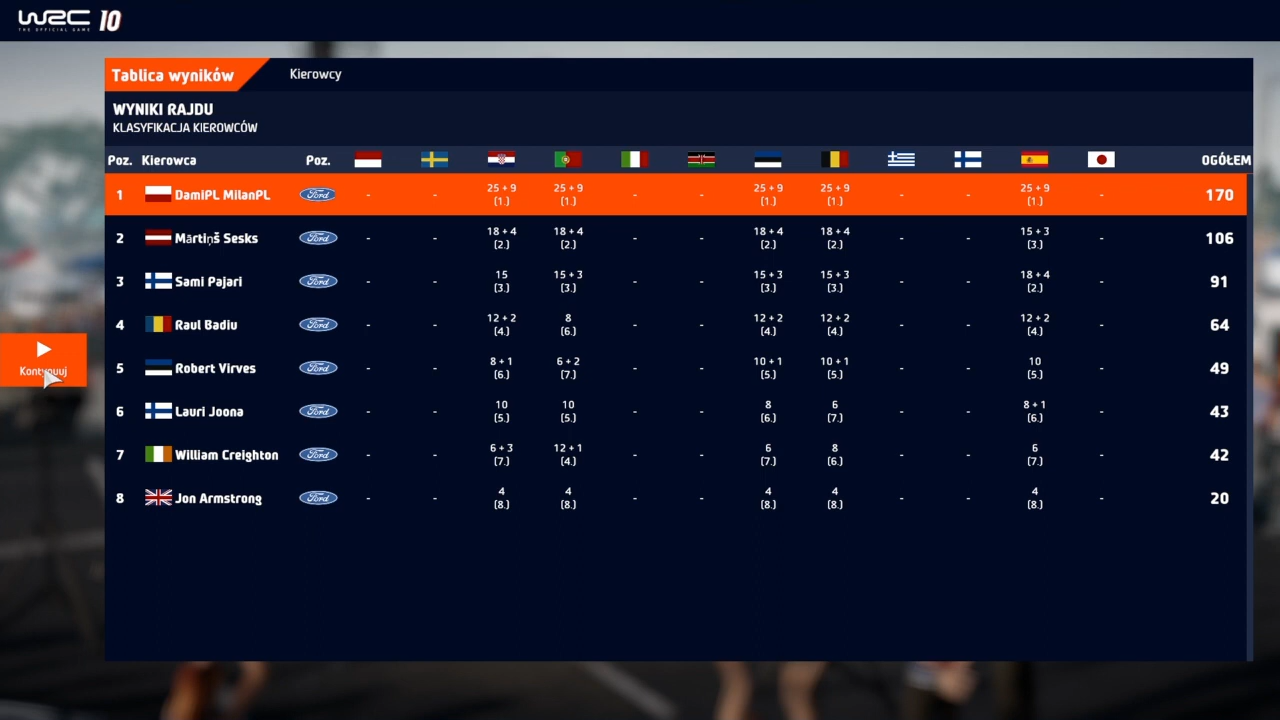 WRC 10
THE OFFICIAL GAME
Tablica wyników Kierowcy
WYNIKI RAJDU
KLASYFIKACJA KIEROWCÓW
Poz. Kierowca Poz. OGÓŁEM
1 DamiPL MilanPL Ford - - 25 + 9 (1.) 25 + 9 (1.) - - 25 + 9 (1.) 25 + 9 (1.) - - 25 + 9 (1.) - 170
2 Mārtiņš Sesks Ford - - 18 + 4 (2.) 18 + 4 (2.) - - 18 + 4 (2.) 18 + 4 (2.) - - 15 + 3 (3.) - 106
3 Sami Pajari Ford - - 15 (3.) 15 + 3 (3.) - - 15 + 3 (3.) 15 + 3 (3.) - - 18 + 4 (2.) - 91
4 Raul Badiu Ford - - 12 + 2 (4.) 8 (6.) - - 12 + 2 (4.) 12 + 2 (4.) - - 12 + 2 (4.) - 64
5 Robert Virves Ford - - 8 + 1 (6.) 6 + 2 (7.) - - 10 + 1 (5.) 10 + 1 (5.) - - 10 (5.) - 49
6 Lauri Joona Ford - - 10 (5.) 10 (5.) - - 8 (6.) 6 (7.) - - 8 + 1 (6.) - 43
7 William Creighton Ford - - 6 + 3 (7.) 12 + 1 (4.) - - 6 (7.) 8 (6.) - - 6 (7.) - 42
8 Jon Armstrong Ford - - 4 (8.) 4 (8.) - - 4 (8.) 4 (8.) - - 4 (8.) - 20
Kontynuuj